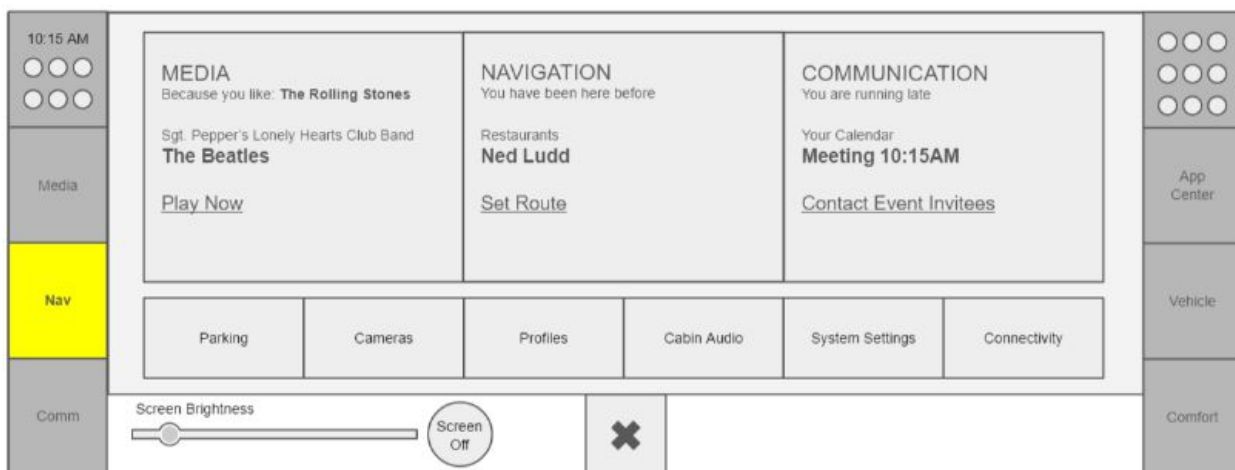 10:15 AM
Media
Nav
Comm
MEDIA
Because you like: The Rolling Stones
Sgt. Pepper's Lonely Hearts Club Band
The Beatles
Play Now
NAVIGATION
You have been here before
Restaurants
Ned Ludd
Set Route
COMMUNICATION
You are running late
Your Calendar
Meeting 10:15AM
Contact Event Invitees
Parking
Cameras
Profiles
Cabin Audio
System Settings
Connectivity
Screen Brightness
Screen
Off
App
Center
Vehicle
Comfort